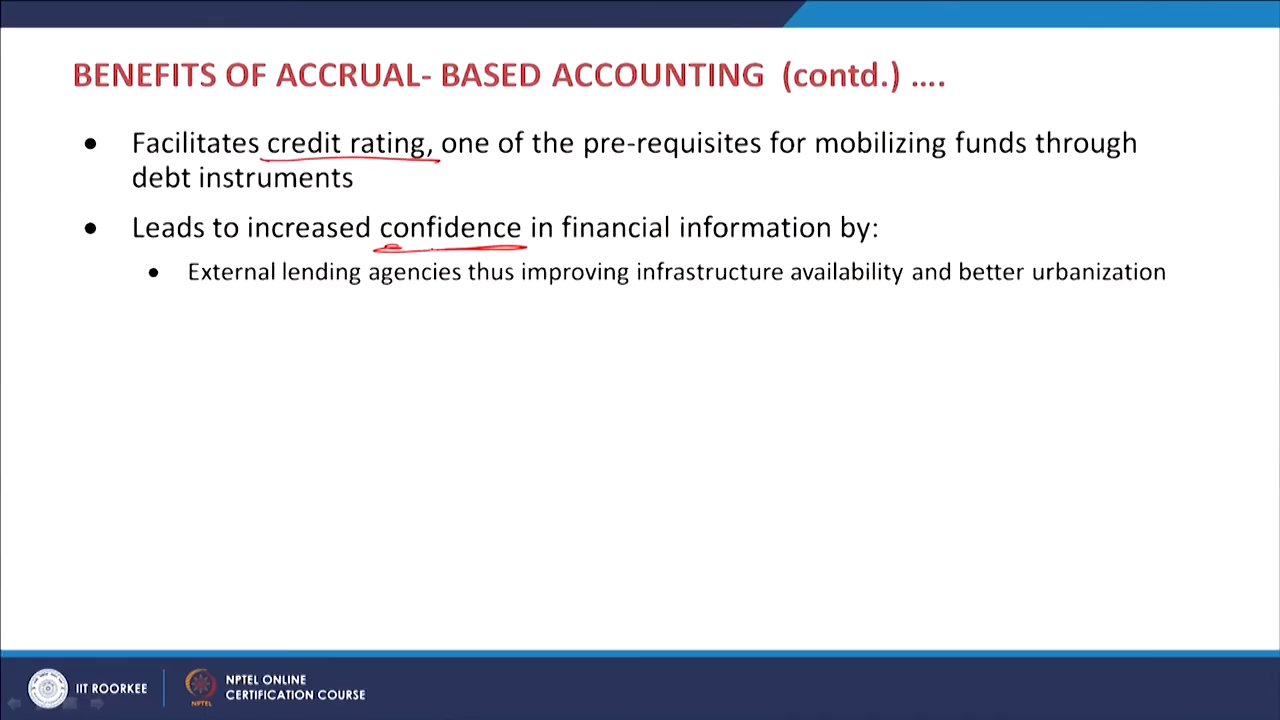 BENEFITS OF ACCRUAL- BASED ACCOUNTING (contd.) ....
• Facilitates credit rating, one of the pre-requisites for mobilizing funds through
debt instruments
• Leads to increased confidence in financial information by:
• External lending agencies thus improving infrastructure availability and better urbanization
IIT ROORKEE
NPTEL
NPTEL ONLINE
CERTIFICATION COURSE